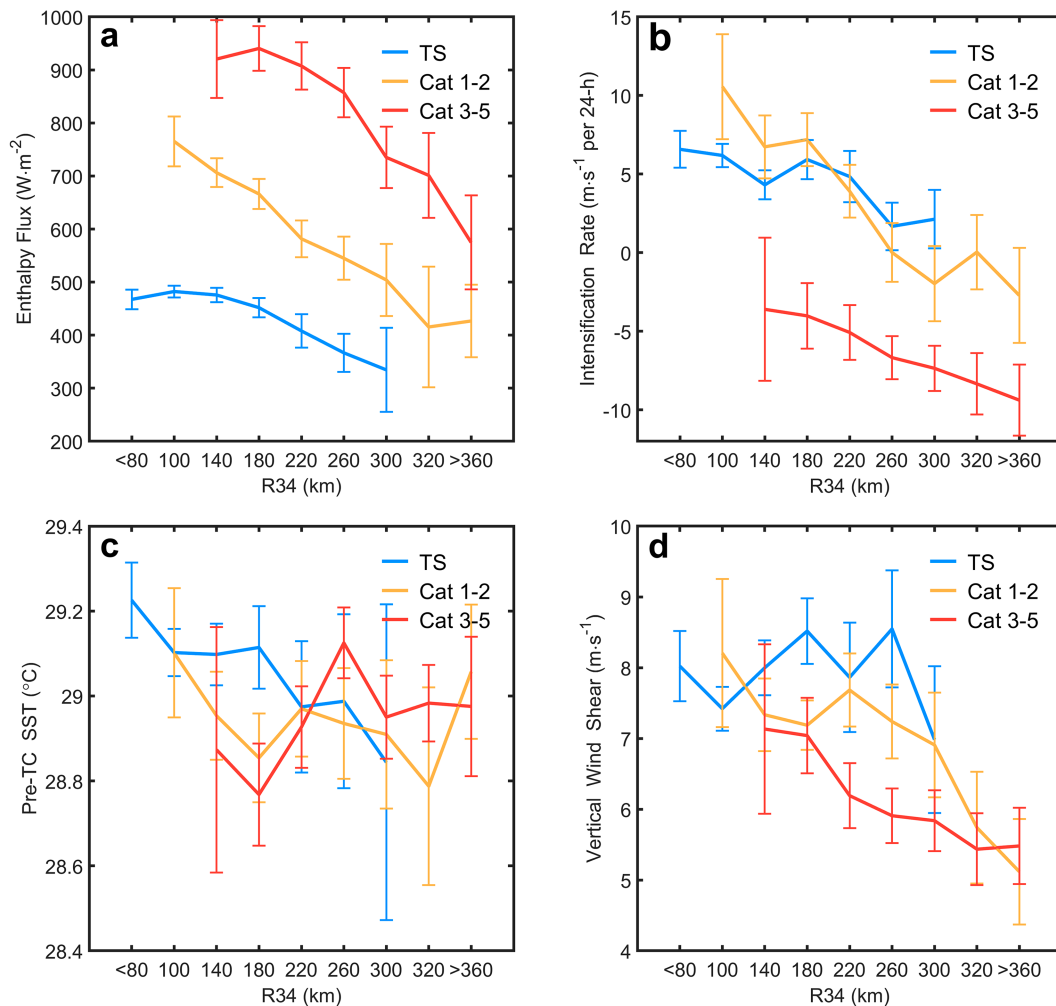 a
TS
Cat 1-2
Cat 3-5
1000
900
800
700
600
500
400
300
200
Enthalpy Flux (W·m⁻²)
<80 100 140 180 220 260 300 320 >360
R34 (km)
b
TS
Cat 1-2
Cat 3-5
15
10
5
0
-5
-10
Intensification Rate (m·s⁻¹ per 24-h)
<80 100 140 180 220 260 300 320 >360
R34 (km)
c
TS
Cat 1-2
Cat 3-5
29.4
29.2
29
28.8
28.6
28.4
Pre-TC SST (°C)
<80 100 140 180 220 260 300 320 >360
R34 (km)
d
TS
Cat 1-2
Cat 3-5
10
9
8
7
6
5
4
Vertical Wind Shear (m·s⁻¹)
<80 100 140 180 220 260 300 320 >360
R34 (km)